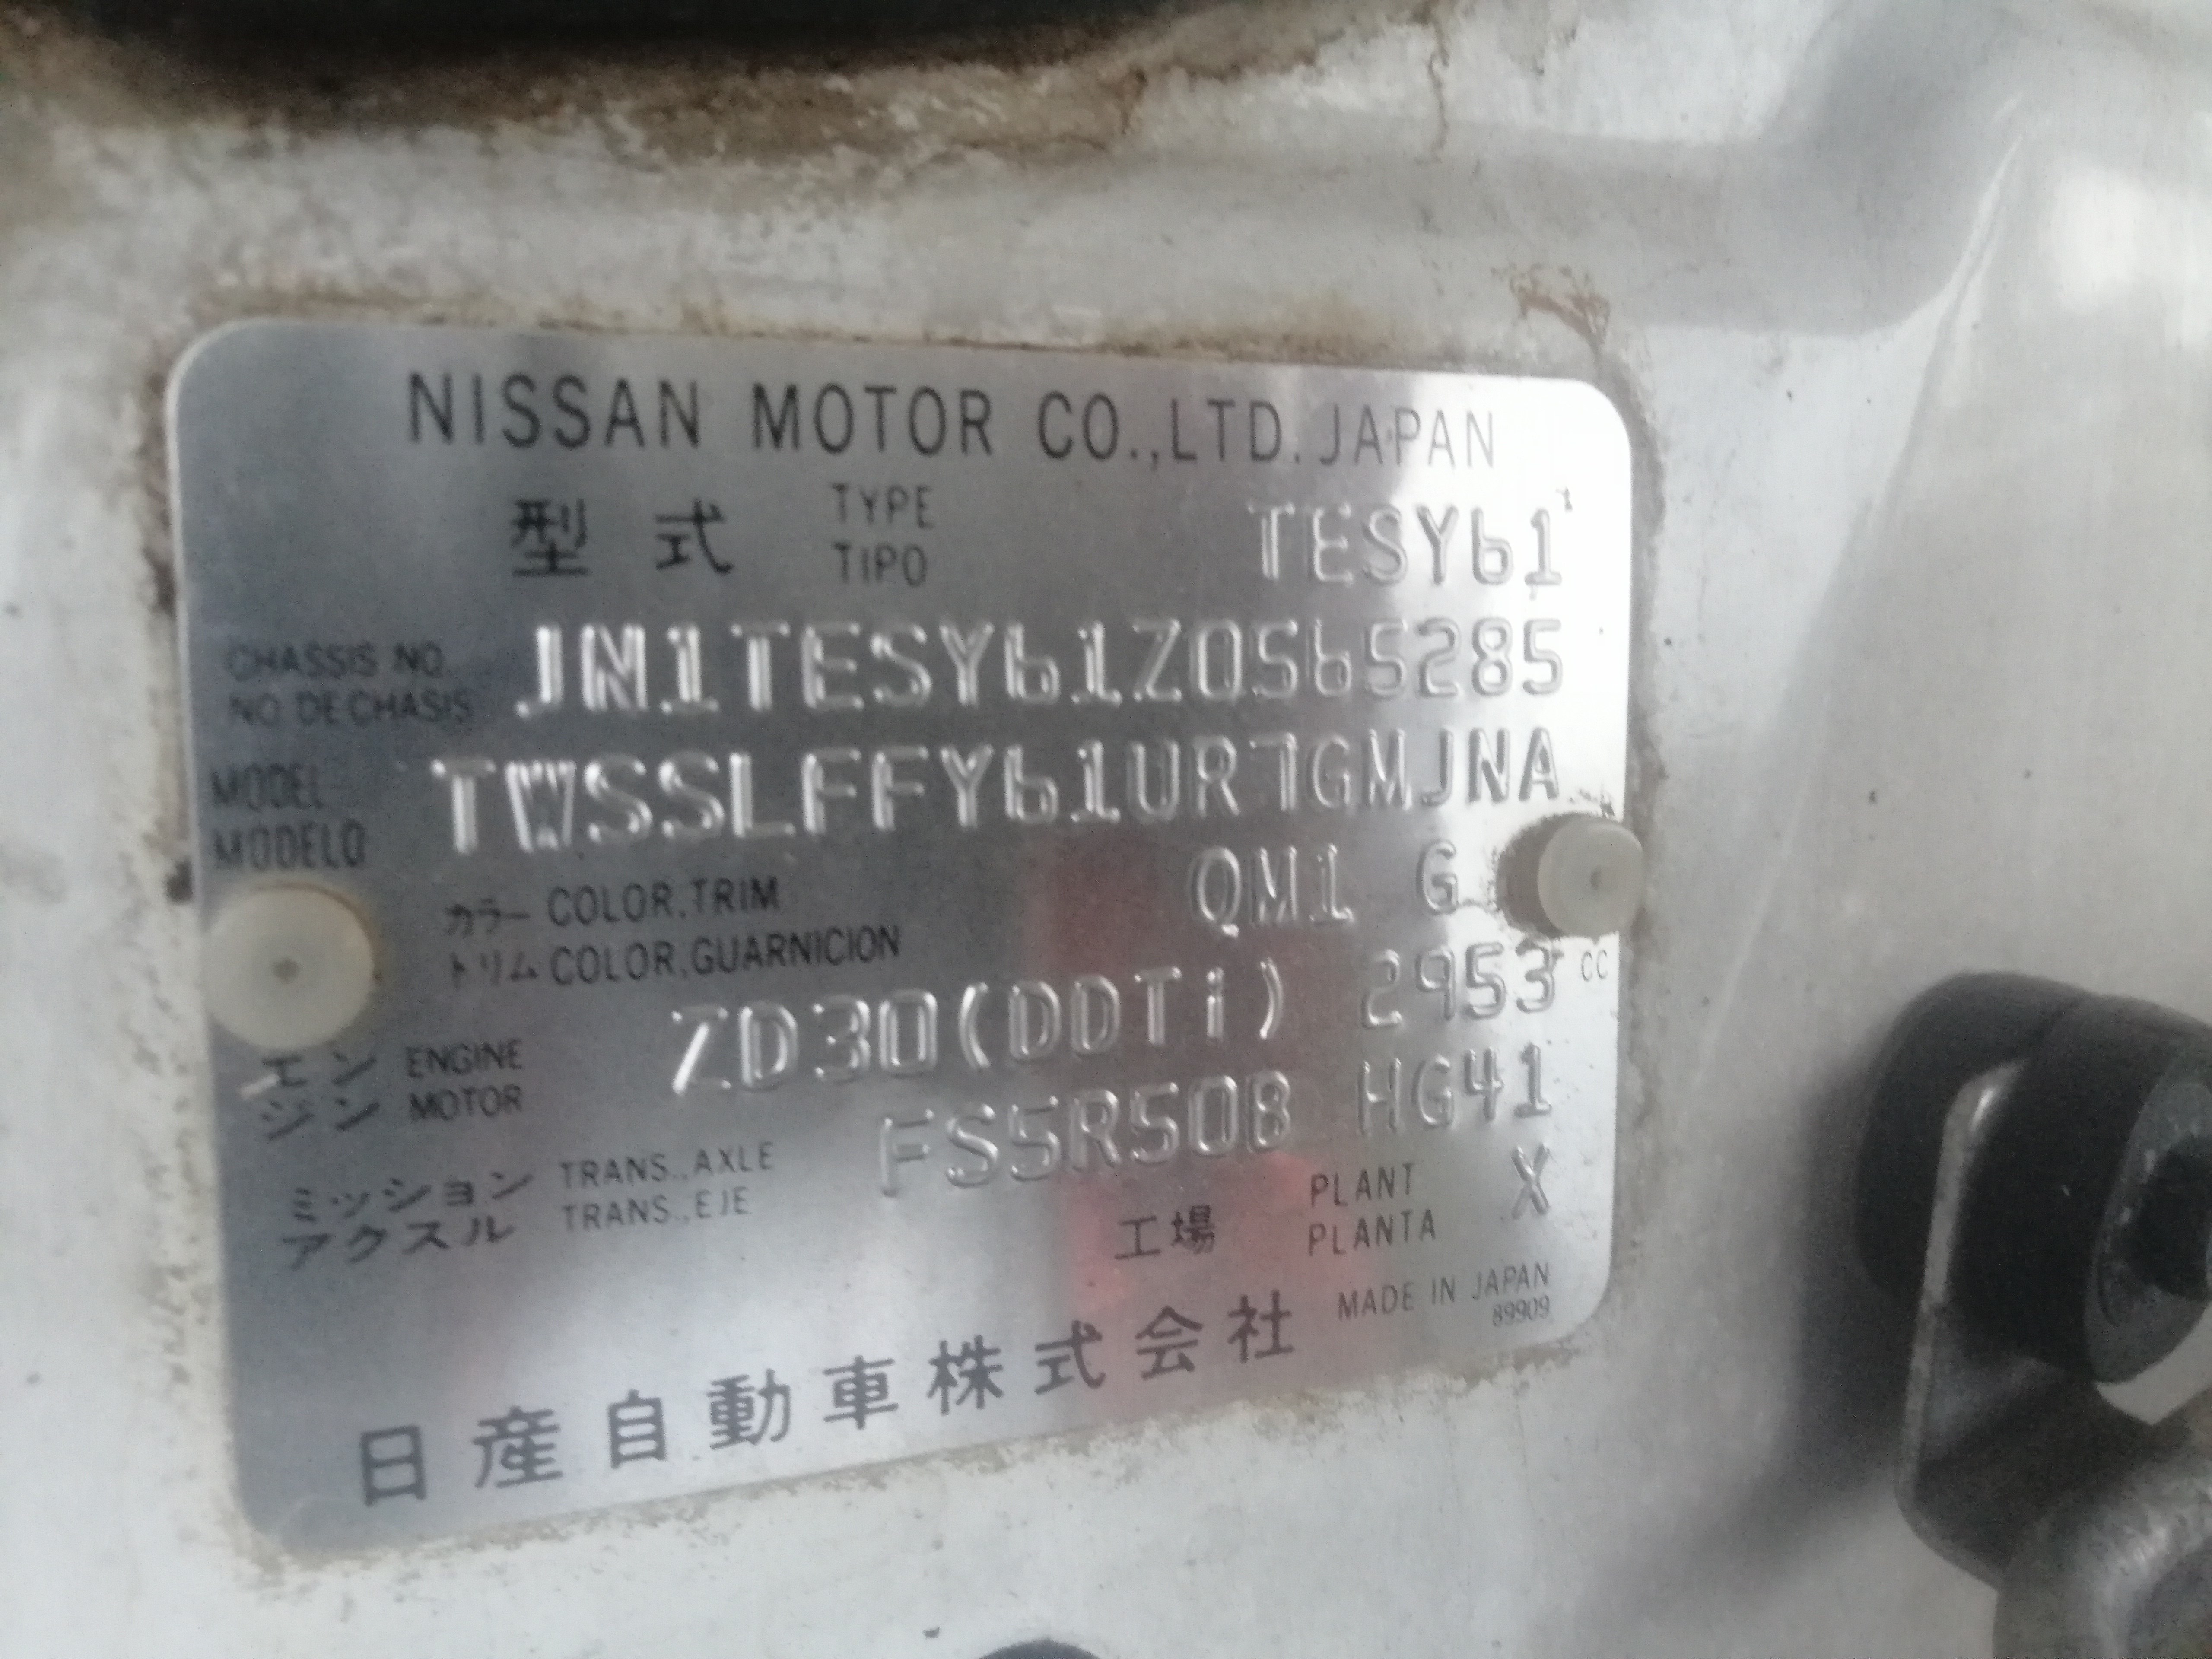 NISSAN MOTOR CO.,LTD.JAPAN
型式 TYPE TIPO TESY61
CHASSIS NO.
NO. DE CHASIS JN1TESY61Z0565285
MODEL
MODELO TWSSLFFY61UR7GMJNA
カラー COLOR,TRIM QM1 G
トリム COLOR,GUARNICION
エンジン ENGINE MOTOR ZD30(DDTi) 2953 CC
ミッション TRANS.,AXLE FS5R50B HG41
アクスル TRANS.,EJE
工場 PLANT PLANTA X
MADE IN JAPAN
89909
日産自動車株式会社